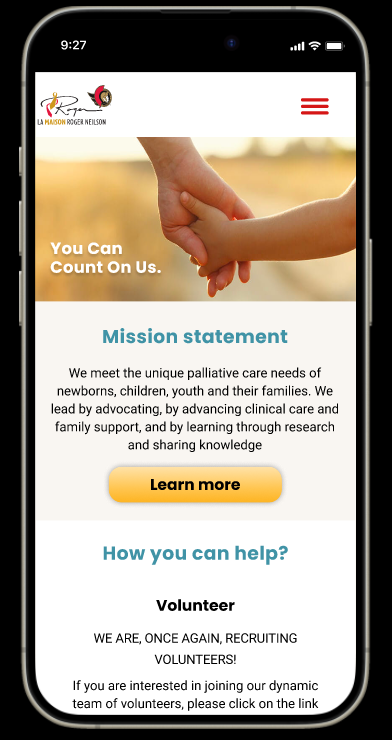 9:27
Roger
LA MAISON ROGER NEILSON
You Can
Count On Us.
Mission statement
We meet the unique palliative care needs of
newborns, children, youth and their families. We
lead by advocating, by advancing clinical care and
family support, and by learning through research
and sharing knowledge
Learn more
How you can help?
Volunteer
WE ARE, ONCE AGAIN, RECRUITING
VOLUNTEERS!
If you are interested in joining our dynamic
team of volunteers, please click on the link